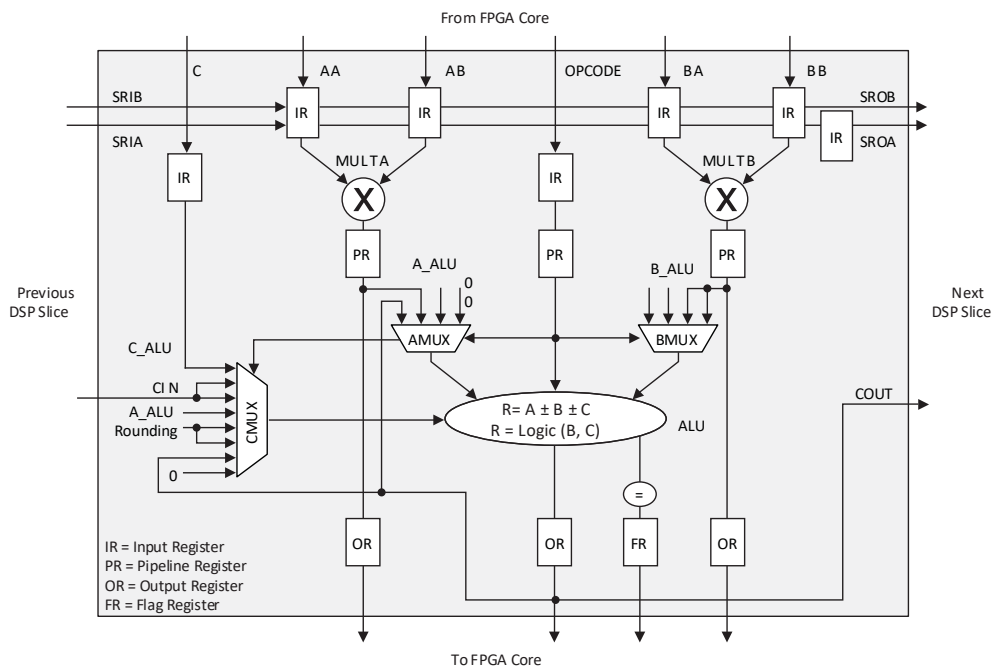 From FPGA Core
C
AA
AB
OPCODE
BA
BB
SRIB
SROB
IR
IR
IR
IR
IR
SRIA
SROA
MULTA
MULTB
IR
IR
X
X
PR
PR
PR
A_ALU
B_ALU
0
0
Previous
DSP Slice
Next
DSP Slice
AMUX
BMUX
C_ALU
CIN
COUT
A_ALU
Rounding
CMUX
R= A ± B ± C
R = Logic (B, C)
ALU
0
=
OR
OR
FR
OR
IR = Input Register
PR = Pipeline Register
OR = Output Register
FR = Flag Register
To FPGA Core